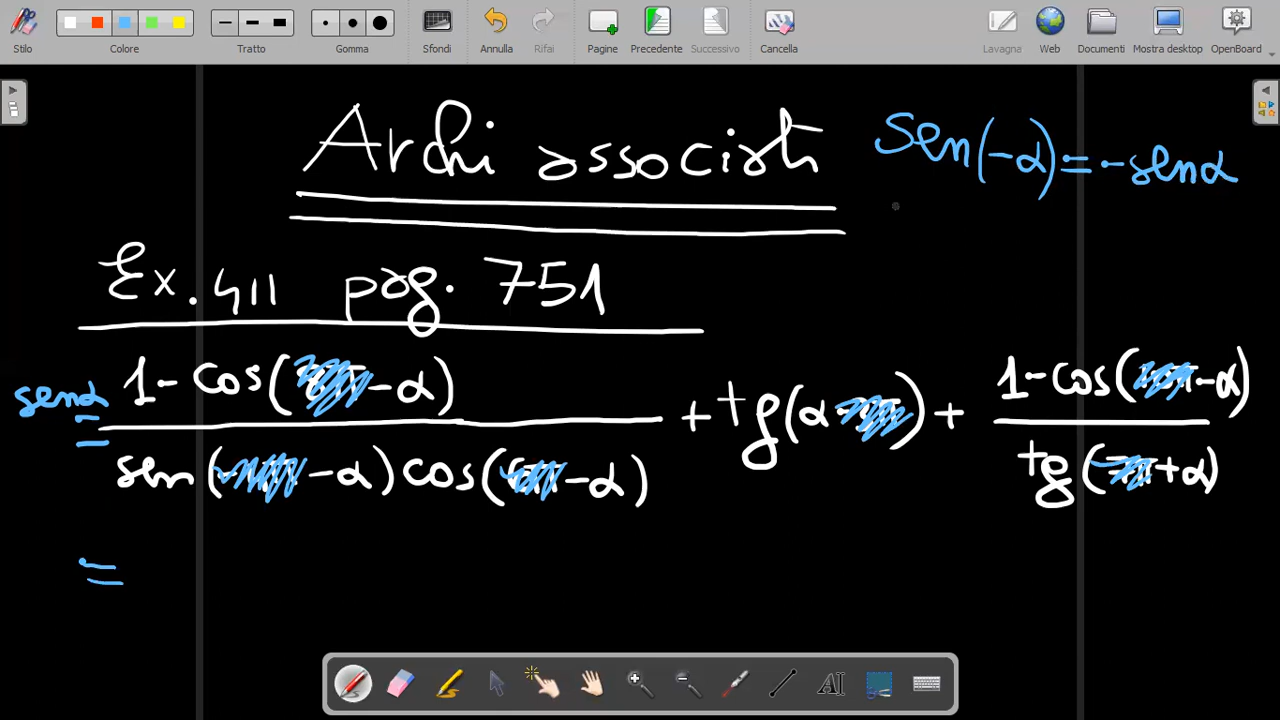 Stilo Colore Tratto Gomma Sfondi Annulla Rifai Pagine Precedente Successivo Cancella Lavagna Web Documenti Mostra desktop OpenBoard
Archi associati
sen(-α)=-senα
Ex. 411 pag. 751
senα
1-cos( -α)
sen( -α)cos( -α)
+tg(α )+
1-cos( -α)
tg( +α)
=
=
AI